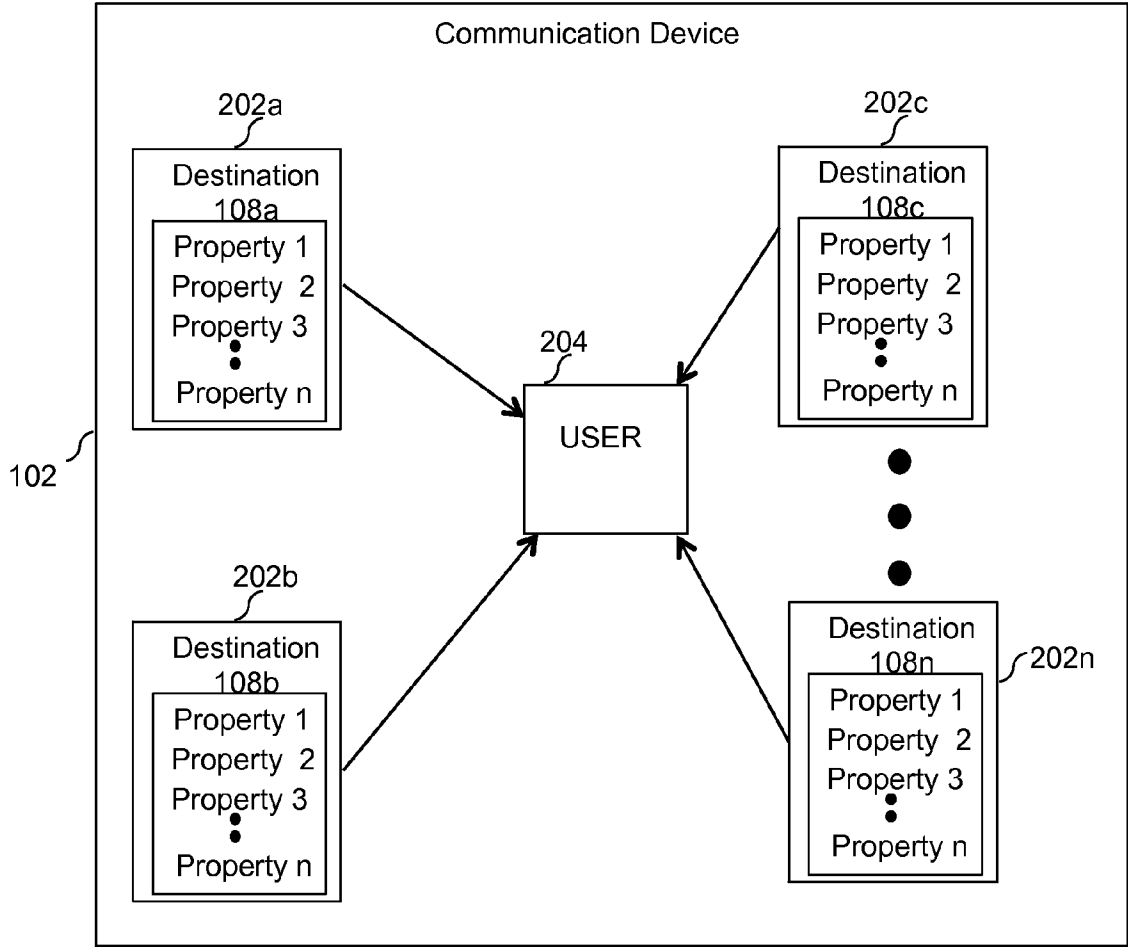 Communication Device
202a
Destination
108a
Property 1
Property 2
Property 3
Property n
202c
Destination
108c
Property 1
Property 2
Property 3
Property n
204
USER
102
202b
Destination
108b
Property 1
Property 2
Property 3
Property n
202n
Destination
108n
Property 1
Property 2
Property 3
Property n